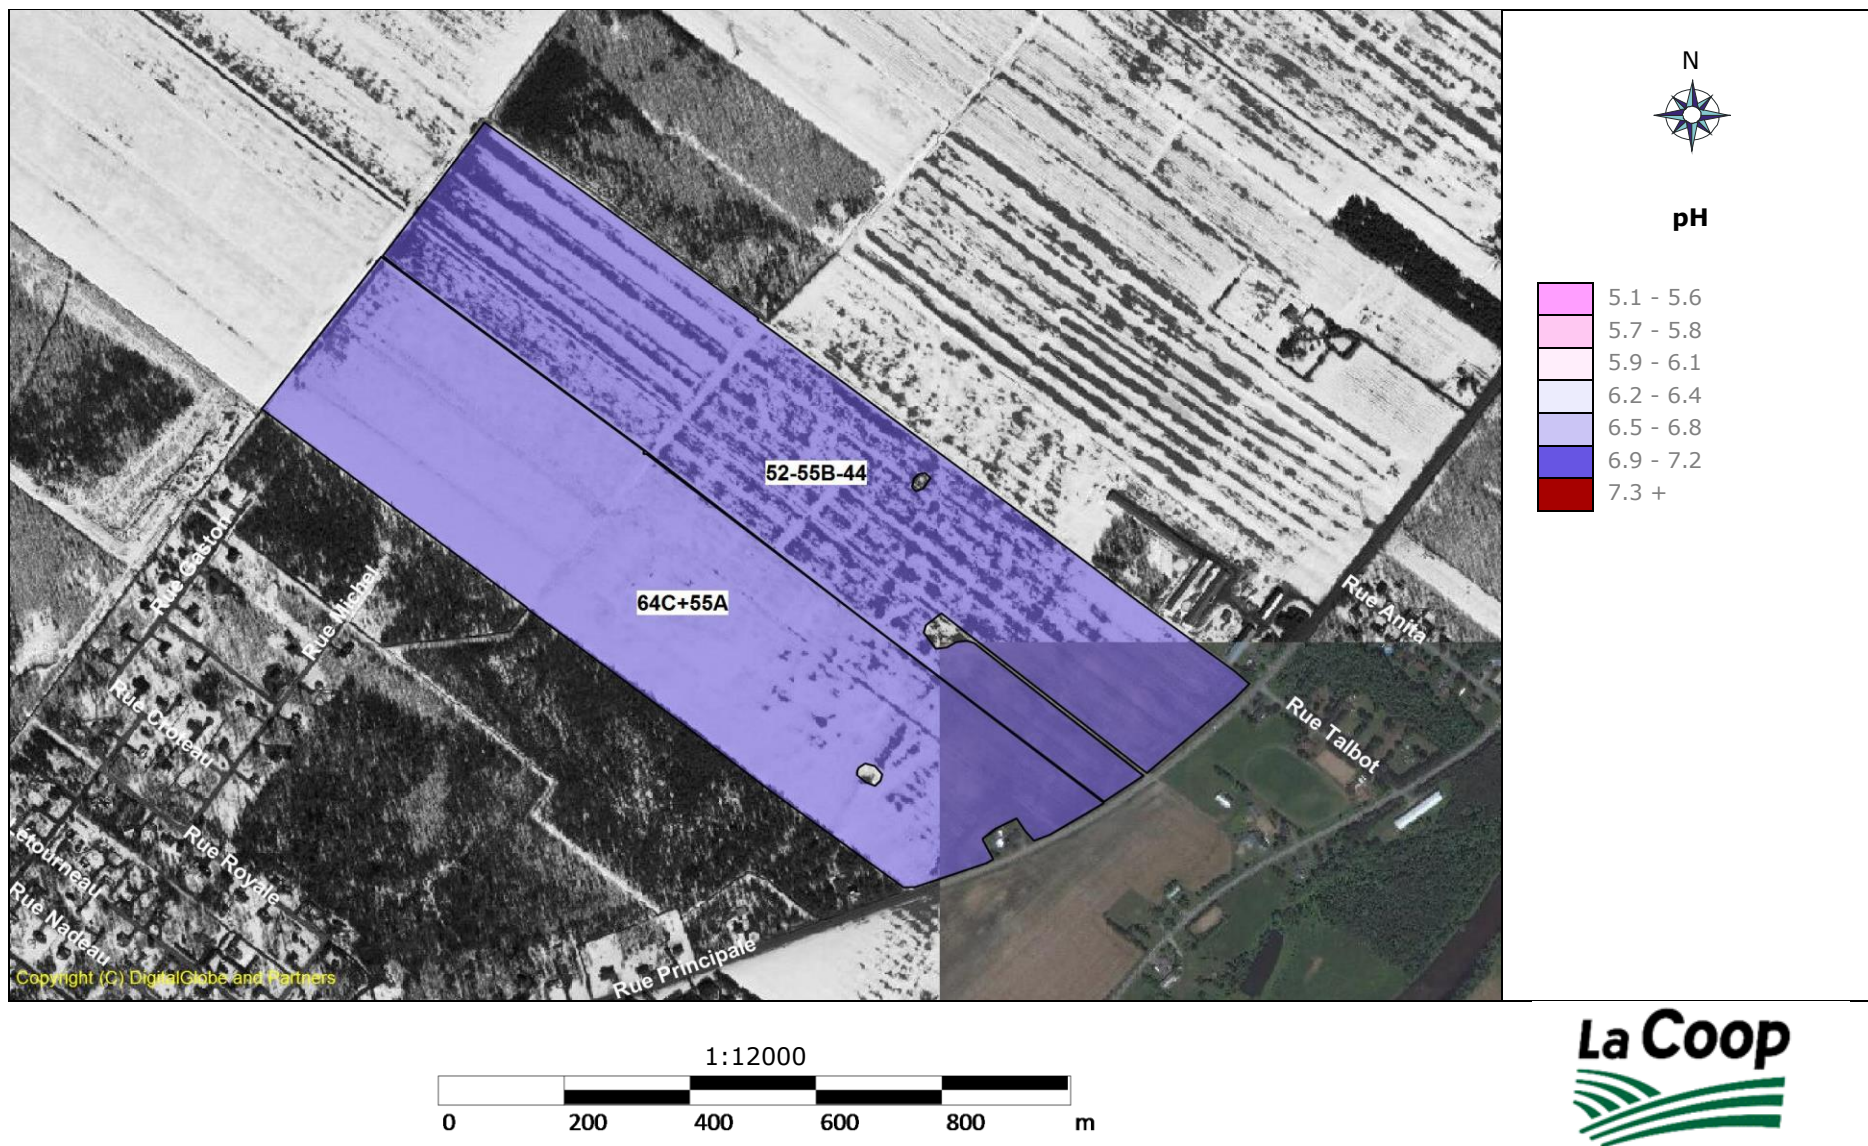 N
pH
5.1 - 5.6
5.7 - 5.8
5.9 - 6.1
6.2 - 6.4
6.5 - 6.8
6.9 - 7.2
7.3 +
52-55B-44
64C+55A
Rue Gaston
Rue Michel
Rue Anita
Rue Croteau
Rue Talbot
Létourneau
Rue Royale
Rue Nadeau
Rue Principale
Copyright (C) DigitalGlobe and Partners
1:12000
0 200 400 600 800 m
La Coop